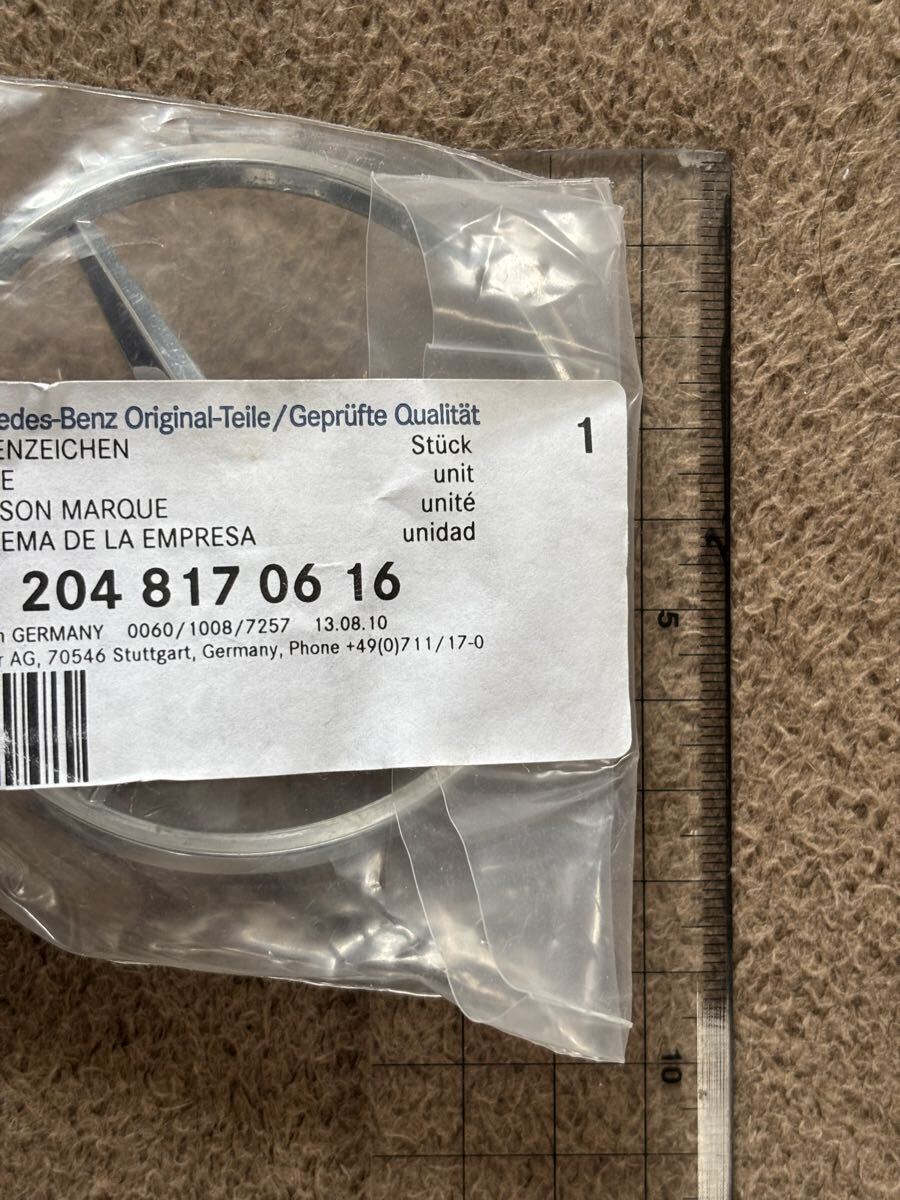 edes-Benz Original-Teile/Geprüfte Qualität
1
ENZEICHEN Stück
E unit
SON MARQUE unité
EMA DE LA EMPRESA unidad
204 817 06 16
n GERMANY 0060/1008/7257 13.08.10
r AG, 70546 Stuttgart, Germany, Phone +49(0)711/17-0
5
10